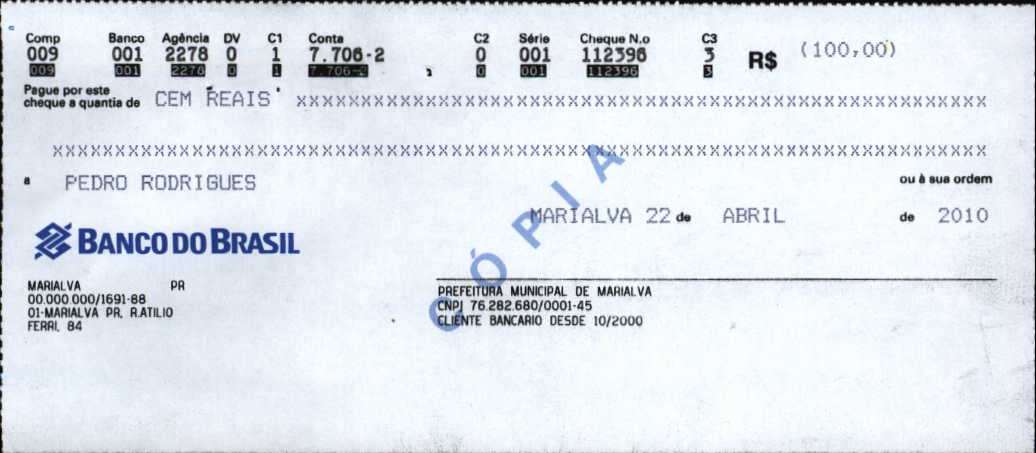 Comp Banco Agência DV C1 Conta C2 Série Cheque N.o C3
009 001 2278 0 1 7.706-2 0 001 112396 3 R$ (100,00)
009 001 2278 0 1 7.706-2 0 001 112396 3
Pague por este
cheque a quantia de CEM REAIS XXXXXXXXXXXXXXXXXXXXXXXXXXXXXXXXXXXXXXXXXXXXXXXXXXXXXXXXXXXXXXXXXX
XXXXXXXXXXXXXXXXXXXXXXXXXXXXXXXXXXXXXXXXXXXXXXXXXXXXXXXXXXXXXXXXXXXXXXXXXXXXXXXXXXXXXXXXXX
a PEDRO RODRIGUES ou à sua ordem
MARIALVA 22 de ABRIL de 2010
CÓPIA
BANCO DO BRASIL
MARIALVA PR
00.000.000/1691-88
01-MARIALVA PR, R.ATILIO
FERRI, 84
PREFEITURA MUNICIPAL DE MARIALVA
CNPJ 76.282.680/0001-45
CLIENTE BANCARIO DESDE 10/2000